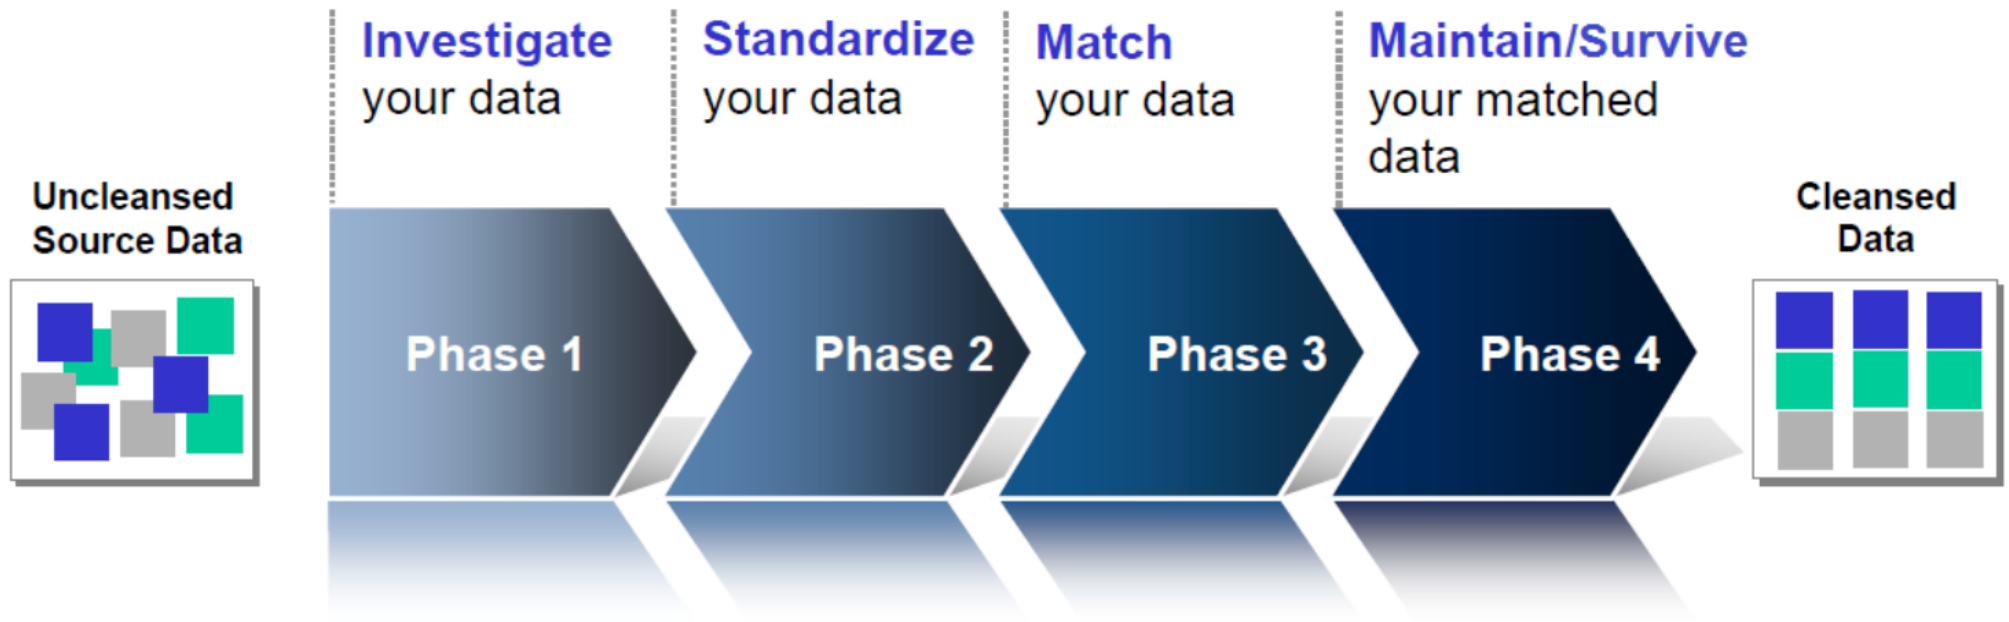 Uncleansed
Source Data
Investigate
your data
Phase 1
Standardize
your data
Phase 2
Match
your data
Phase 3
Maintain/Survive
your matched
data
Phase 4
Cleansed
Data